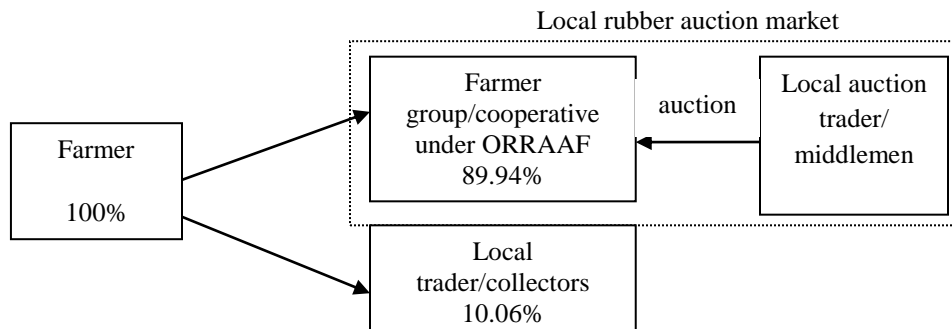 Local rubber auction market
Farmer
100%
Farmer
group/cooperative
under ORRAAF
89.94%
auction
Local auction
trader/
middlemen
Local
trader/collectors
10.06%